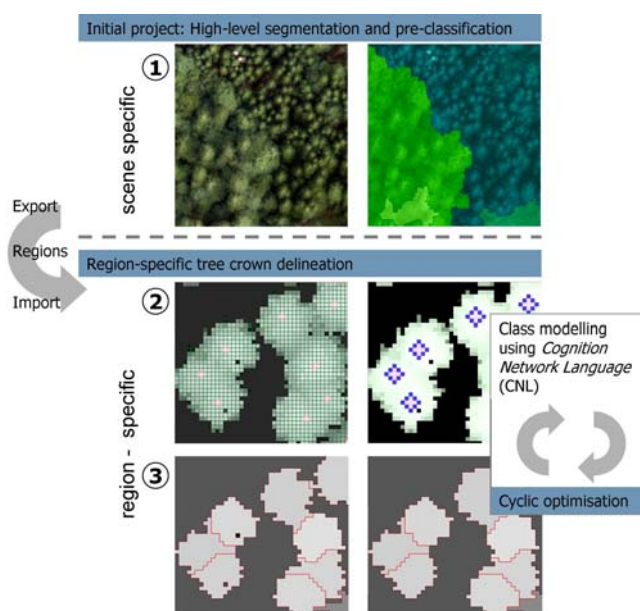 Initial project: High-level segmentation and pre-classification
1
scene specific
Export
Regions
Import
Region-specific tree crown delineation
2
Class modelling
using Cognition
Network Language
(CNL)
region - specific
3
Cyclic optimisation